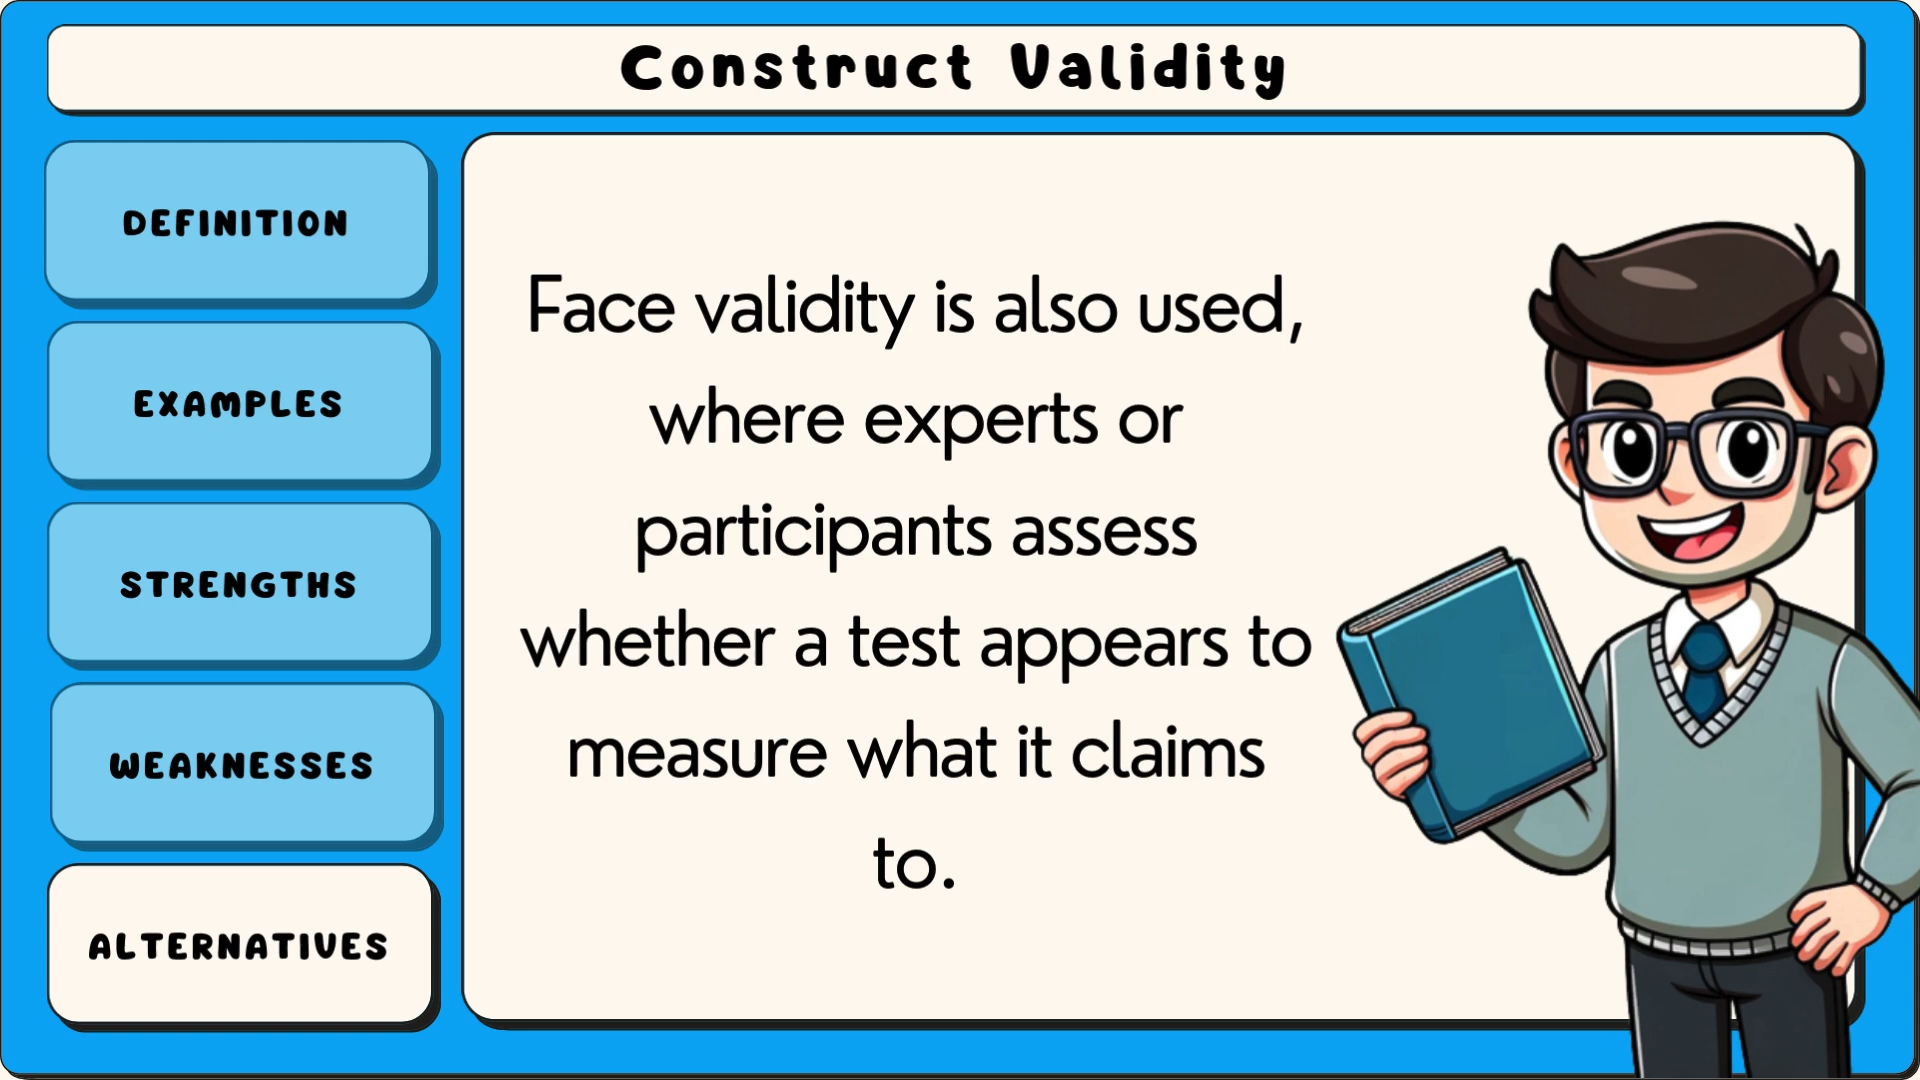 Construct Validity
DEFINITION
EXAMPLES
STRENGTHS
WEAKNESSES
ALTERNATIVES
Face validity is also used,
where experts or
participants assess
whether a test appears to
measure what it claims
to.